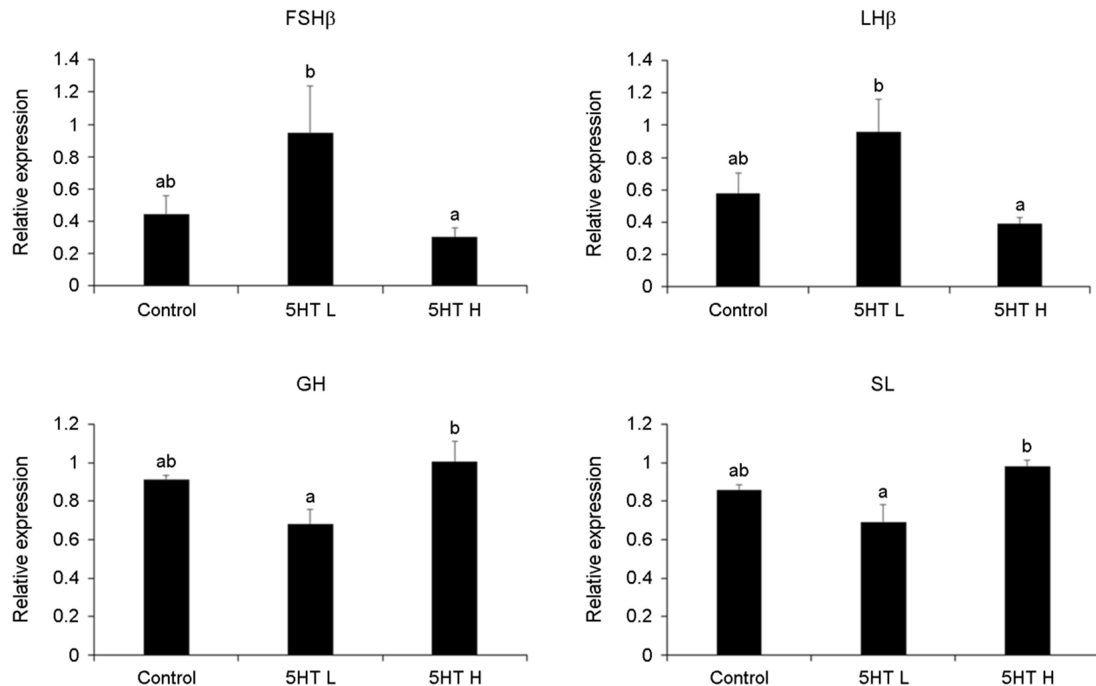 FSHβ
Relative expression
1.4
1.2
1
0.8
0.6
0.4
0.2
0
ab
b
a
Control 5HT L 5HT H
LHβ
Relative expression
1.4
1.2
1
0.8
0.6
0.4
0.2
0
ab
b
a
Control 5HT L 5HT H
GH
Relative expression
1.2
1
0.8
0.6
0.4
0.2
0
ab
a
b
Control 5HT L 5HT H
SL
Relative expression
1.2
1
0.8
0.6
0.4
0.2
0
ab
a
b
Control 5HT L 5HT H